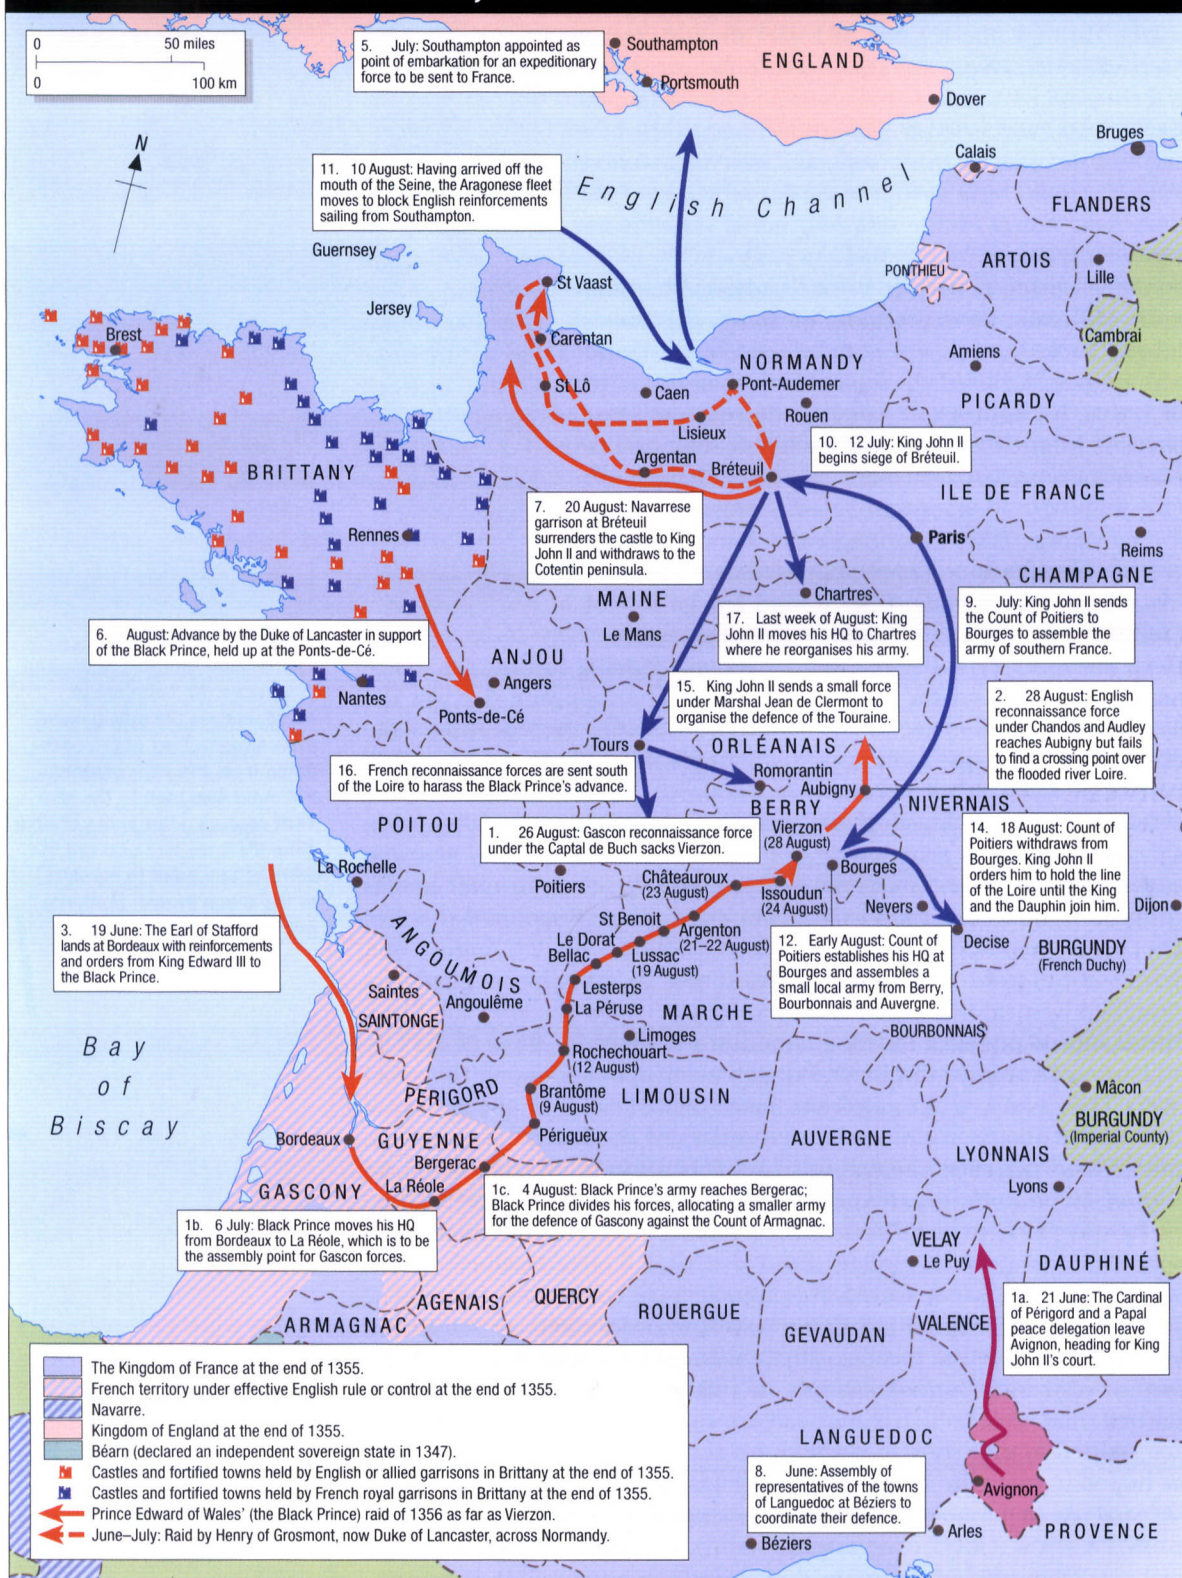 0 50 miles
0 100 km
N
5. July: Southampton appointed as
point of embarkation for an expeditionary
force to be sent to France.
Southampton
Portsmouth
ENGLAND
Dover
Bruges
Calais
English Channel
FLANDERS
11. 10 August: Having arrived off the
mouth of the Seine, the Aragonese fleet
moves to block English reinforcements
sailing from Southampton.
Guernsey
Jersey
PONTHIEU
ARTOIS
Lille
Cambrai
St Vaast
Carentan
St Lô
Caen
NORMANDY
Pont-Audemer
Rouen
Lisieux
Argentan
Bréteuil
Amiens
PICARDY
Brest
BRITTANY
Rennes
10. 12 July: King John II
begins siege of Bréteuil.
ILE DE FRANCE
Paris
Reims
CHAMPAGNE
7. 20 August: Navarrese
garrison at Bréteuil
surrenders the castle to King
John II and withdraws to the
Cotentin peninsula.
MAINE
Le Mans
Chartres
17. Last week of August: King
John II moves his HQ to Chartres
where he reorganises his army.
9. July: King John II sends
the Count of Poitiers to
Bourges to assemble the
army of southern France.
6. August: Advance by the Duke of Lancaster in support
of the Black Prince, held up at the Ponts-de-Cé.
ANJOU
Angers
Nantes
Ponts-de-Cé
15. King John II sends a small force
under Marshal Jean de Clermont to
organise the defence of the Touraine.
2. 28 August: English
reconnaissance force
under Chandos and Audley
reaches Aubigny but fails
to find a crossing point over
the flooded river Loire.
Tours
ORLÉANAIS
16. French reconnaissance forces are sent south
of the Loire to harass the Black Prince's advance.
Romorantin
Aubigny
BERRY
NIVERNAIS
POITOU
1. 26 August: Gascon reconnaissance force
under the Captal de Buch sacks Vierzon.
Vierzon
(28 August)
14. 18 August: Count of
Poitiers withdraws from
Bourges. King John II
orders him to hold the line
of the Loire until the King
and the Dauphin join him.
La Rochelle
Poitiers
Châteauroux
(23 August)
Issoudun
(24 August)
Bourges
Nevers
Decise
Dijon
3. 19 June: The Earl of Stafford
lands at Bordeaux with reinforcements
and orders from King Edward III to
the Black Prince.
ANGOUMOIS
St Benoit
Argenton
(21–22 August)
Le Dorat
Bellac
Lussac
(19 August)
12. Early August: Count of
Poitiers establishes his HQ at
Bourges and assembles a
small local army from Berry,
Bourbonnais and Auvergne.
BURGUNDY
(French Duchy)
Saintes
SAINTONGE
Angoulême
Lesterps
La Péruse
MARCHE
Limoges
BOURBONNAIS
Bay
of
Biscay
Rochechouart
(12 August)
PERIGORD
Brantôme
(9 August)
LIMOUSIN
Mâcon
BURGUNDY
(Imperial County)
Bordeaux
GUYENNE
Périgueux
AUVERGNE
LYONNAIS
Bergerac
GASCONY
La Réole
Lyons
1c. 4 August: Black Prince's army reaches Bergerac;
Black Prince divides his forces, allocating a smaller army
for the defence of Gascony against the Count of Armagnac.
1b. 6 July: Black Prince moves his HQ
from Bordeaux to La Réole, which is to be
the assembly point for Gascon forces.
VELAY
Le Puy
DAUPHINÉ
AGENAIS
QUERCY
ROUERGUE
ARMAGNAC
GEVAUDAN
VALENCE
1a. 21 June: The Cardinal
of Périgord and a Papal
peace delegation leave
Avignon, heading for King
John II's court.
LANGUEDOC
8. June: Assembly of
representatives of the towns
of Languedoc at Béziers to
coordinate their defence.
Avignon
Arles
PROVENCE
Béziers
The Kingdom of France at the end of 1355.
French territory under effective English rule or control at the end of 1355.
Navarre.
Kingdom of England at the end of 1355.
Béarn (declared an independent sovereign state in 1347).
Castles and fortified towns held by English or allied garrisons in Brittany at the end of 1355.
Castles and fortified towns held by French royal garrisons in Brittany at the end of 1355.
Prince Edward of Wales' (the Black Prince) raid of 1356 as far as Vierzon.
June–July: Raid by Henry of Grosmont, now Duke of Lancaster, across Normandy.